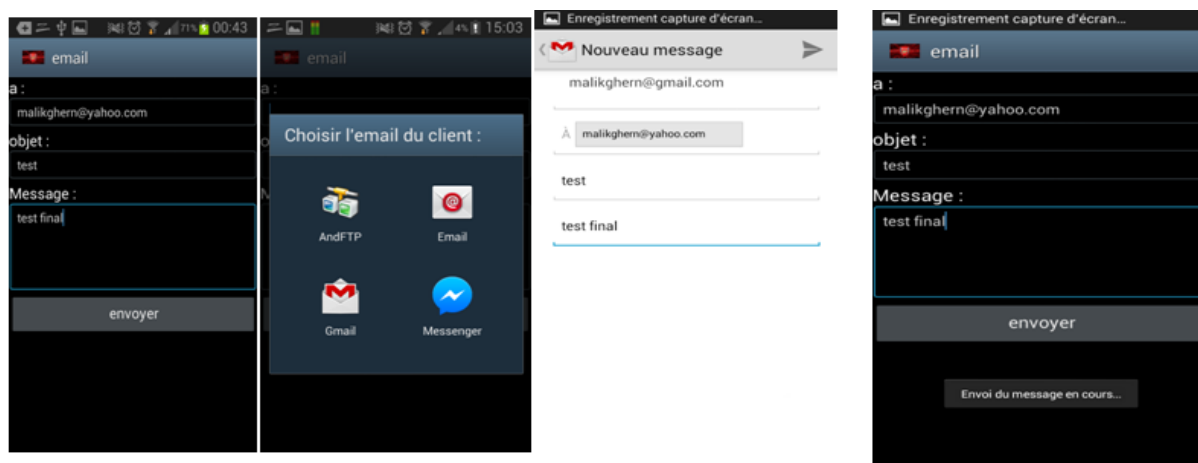 71% 00:43
email
a :
malikghern@yahoo.com
objet :
test
Message :
test final
envoyer
4% 15:03
email
a :
Choisir l'email du client :
AndFTP
Email
Gmail
Messenger
Enregistrement capture d'écran...
Nouveau message
malikghern@gmail.com
À malikghern@yahoo.com
test
test final
Enregistrement capture d'écran...
email
a :
malikghern@yahoo.com
objet :
test
Message :
test final
envoyer
Envoi du message en cours...